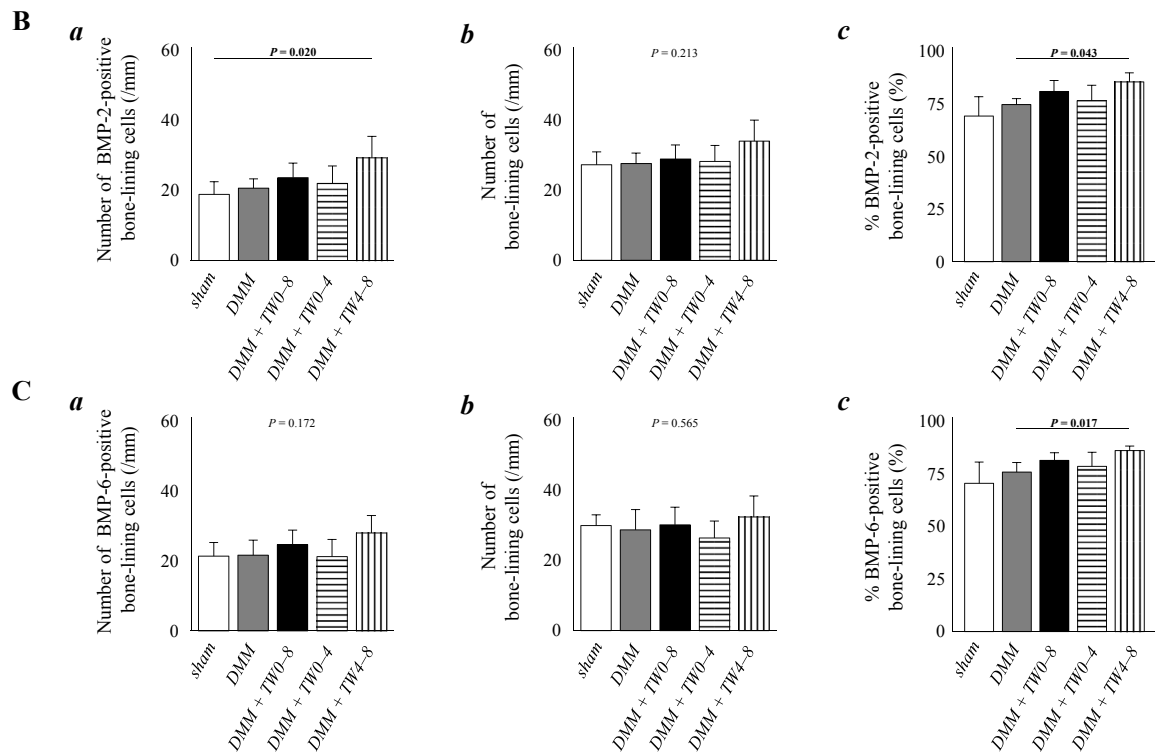 B
a
Number of BMP-2-positive
bone-lining cells (/mm)
60
40
20
0
P = 0.020
sham
DMM
DMM + TW0–8
DMM + TW0–4
DMM + TW4–8
b
Number of
bone-lining cells (/mm)
60
40
20
0
P = 0.213
sham
DMM
DMM + TW0–8
DMM + TW0–4
DMM + TW4–8
c
% BMP-2-positive
bone-lining cells (%)
100
75
50
25
0
P = 0.043
sham
DMM
DMM + TW0–8
DMM + TW0–4
DMM + TW4–8
C
a
Number of BMP-6-positive
bone-lining cells (/mm)
60
40
20
0
P = 0.172
sham
DMM
DMM + TW0–8
DMM + TW0–4
DMM + TW4–8
b
Number of
bone-lining cells (/mm)
60
40
20
0
P = 0.565
sham
DMM
DMM + TW0–8
DMM + TW0–4
DMM + TW4–8
c
% BMP-6-positive
bone-lining cells (%)
100
75
50
25
0
P = 0.017
sham
DMM
DMM + TW0–8
DMM + TW0–4
DMM + TW4–8